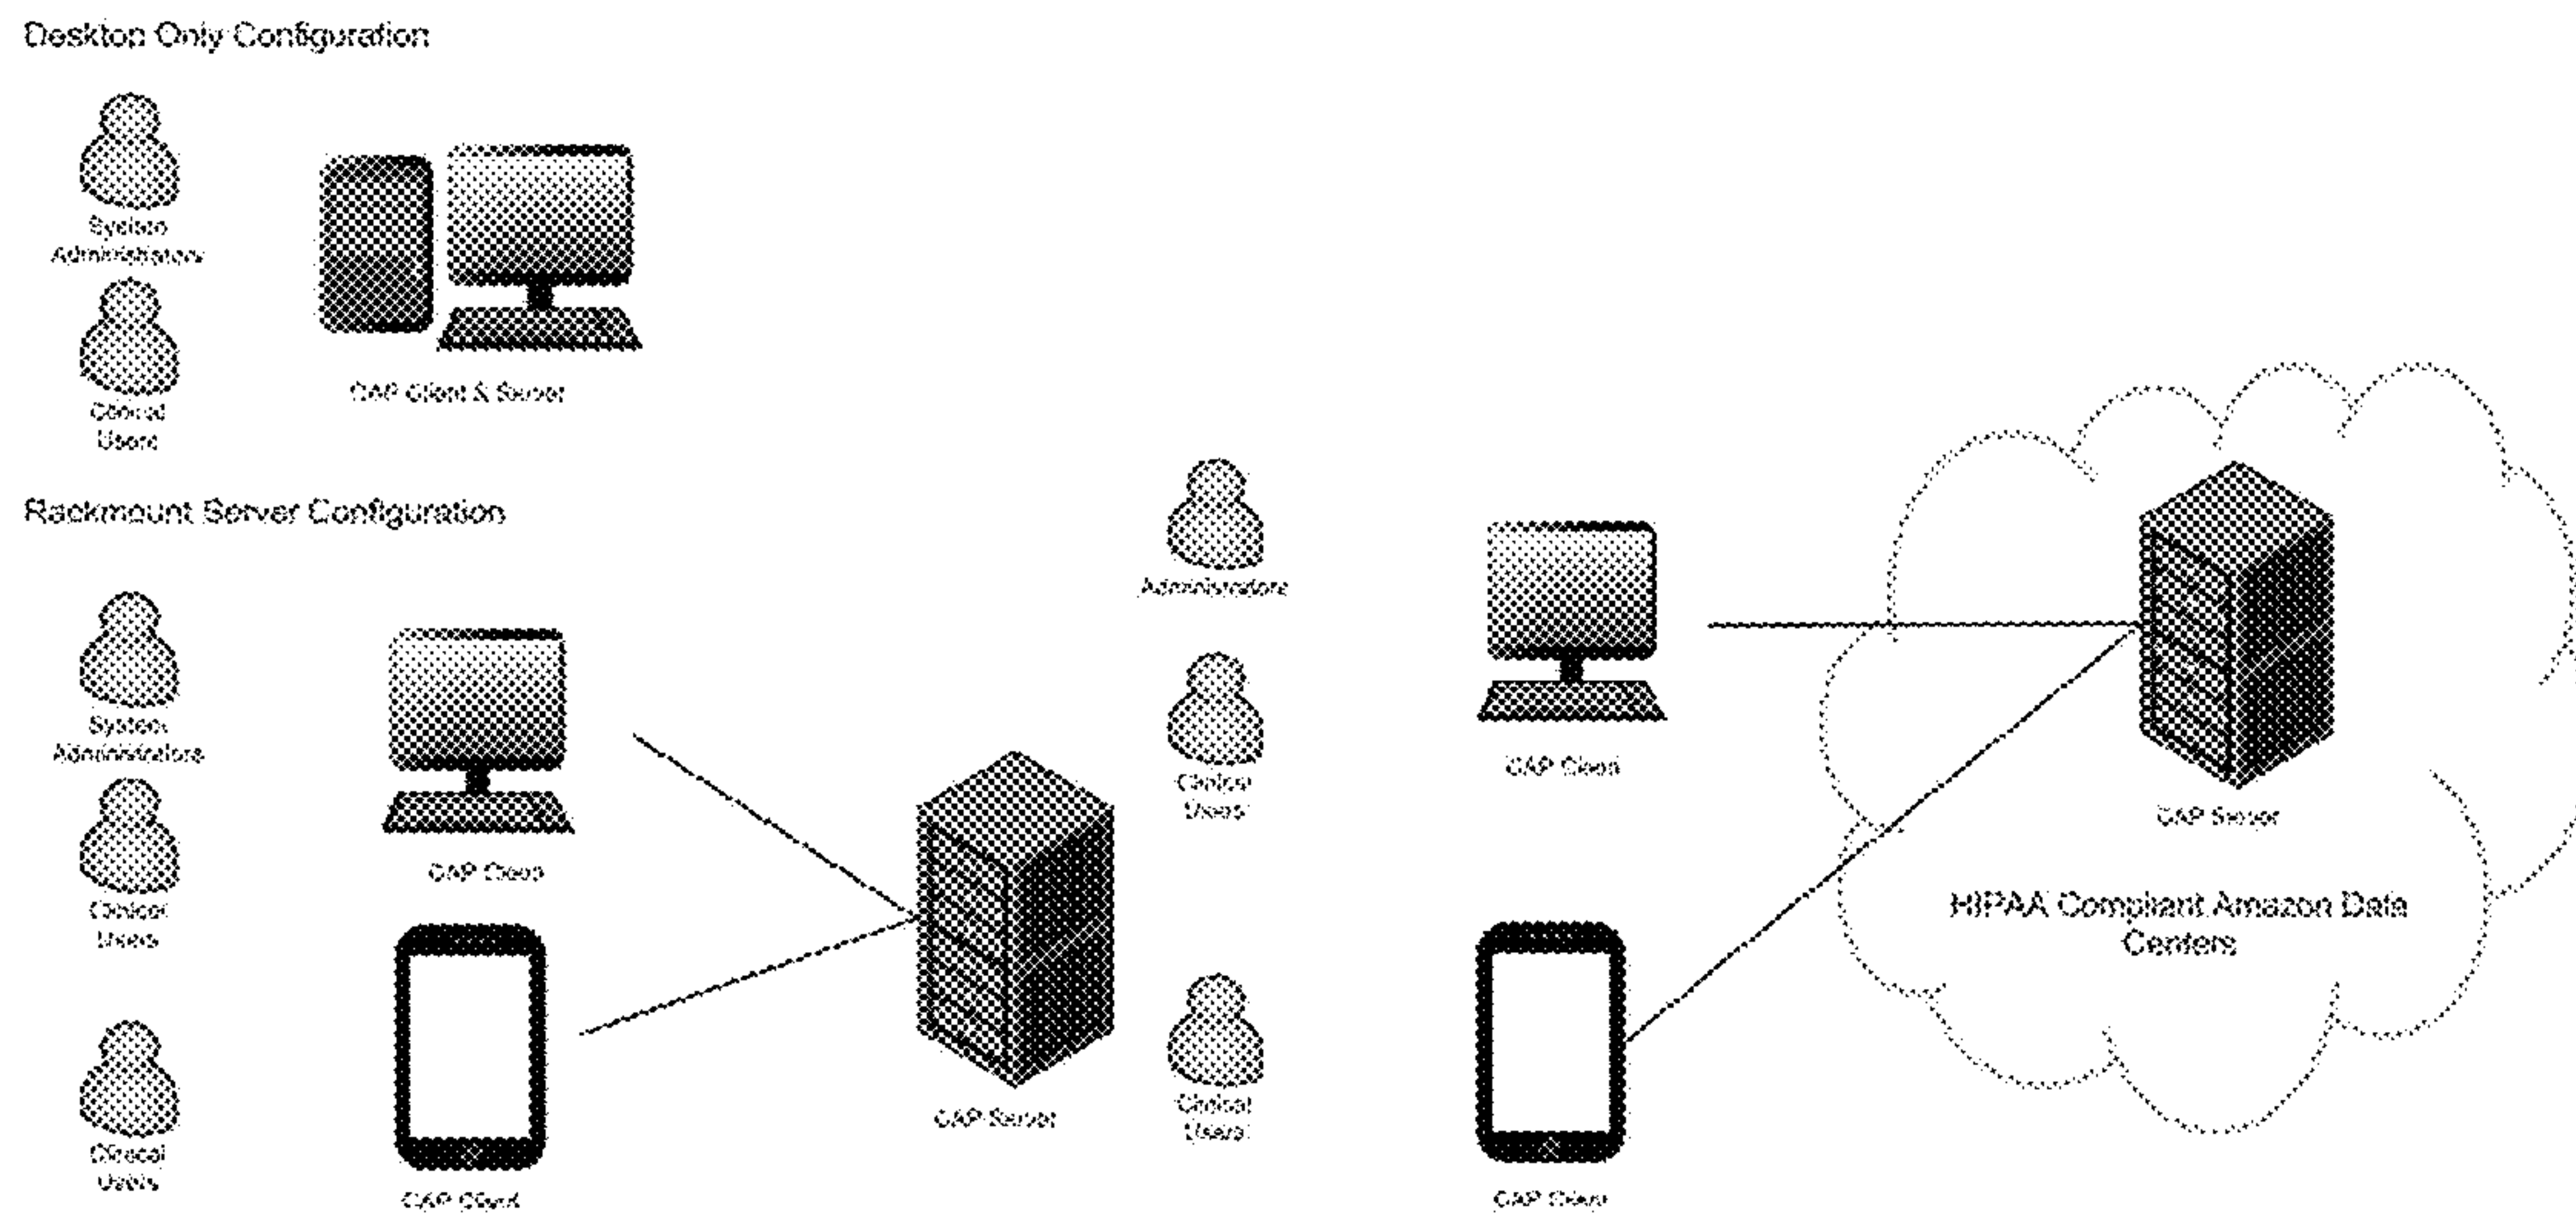 Desktop Only Configuration
System
Administrators
Clinical
Users
CAP Client & Server
Rackmount Server Configuration
System
Administrators
Clinical
Users
CAP Client
Clinical
Users
CAP Client
CAP Server
Administrators
Clinical
Users
Clinical
Users
CAP Client
CAP Client
CAP Server
HIPAA Compliant Amazon Data
Centers